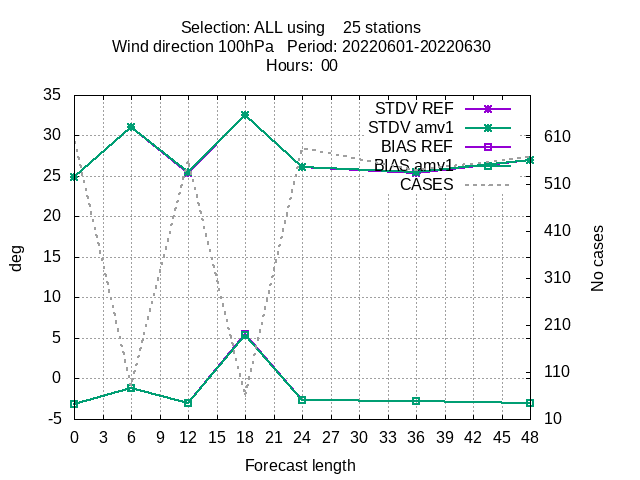 Selection: ALL using    25 stations
Wind direction 100hPa   Period: 20220601-20220630
Hours:  00
STDV REF
STDV amv1
BIAS REF
BIAS amv1
CASES
35
30
25
20
15
10
5
0
-5
deg
610
510
410
310
210
110
10
No cases
0 3 6 9 12 15 18 21 24 27 30 33 36 39 42 45 48
Forecast length